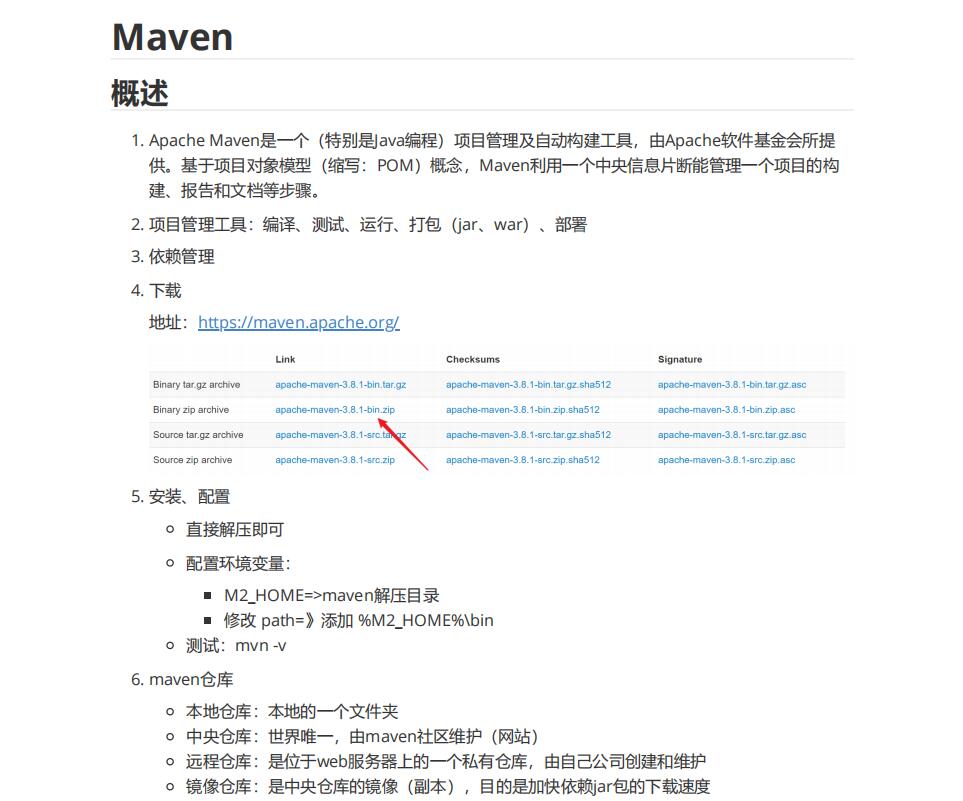 Maven
概述
1. Apache Maven是一个（特别是Java编程）项目管理及自动构建工具，由Apache软件基金会所提
供。基于项目对象模型（缩写：POM）概念，Maven利用一个中央信息片断能管理一个项目的构
建、报告和文档等步骤。
2. 项目管理工具：编译、测试、运行、打包（jar、war）、部署
3. 依赖管理
4. 下载
地址：https://maven.apache.org/
Link Checksums Signature
Binary tar.gz archive apache-maven-3.8.1-bin.tar.gz apache-maven-3.8.1-bin.tar.gz.sha512 apache-maven-3.8.1-bin.tar.gz.asc
Binary zip archive apache-maven-3.8.1-bin.zip apache-maven-3.8.1-bin.zip.sha512 apache-maven-3.8.1-bin.zip.asc
Source tar.gz archive apache-maven-3.8.1-src.tar.gz apache-maven-3.8.1-src.tar.gz.sha512 apache-maven-3.8.1-src.tar.gz.asc
Source zip archive apache-maven-3.8.1-src.zip apache-maven-3.8.1-src.zip.sha512 apache-maven-3.8.1-src.zip.asc
5. 安装、配置
直接解压即可
配置环境变量：
M2_HOME=>maven解压目录
修改 path=》添加 %M2_HOME%\bin
测试：mvn -v
6. maven仓库
本地仓库：本地的一个文件夹
中央仓库：世界唯一，由maven社区维护（网站）
远程仓库：是位于web服务器上的一个私有仓库，由自己公司创建和维护
镜像仓库：是中央仓库的镜像（副本），目的是加快依赖jar包的下载速度